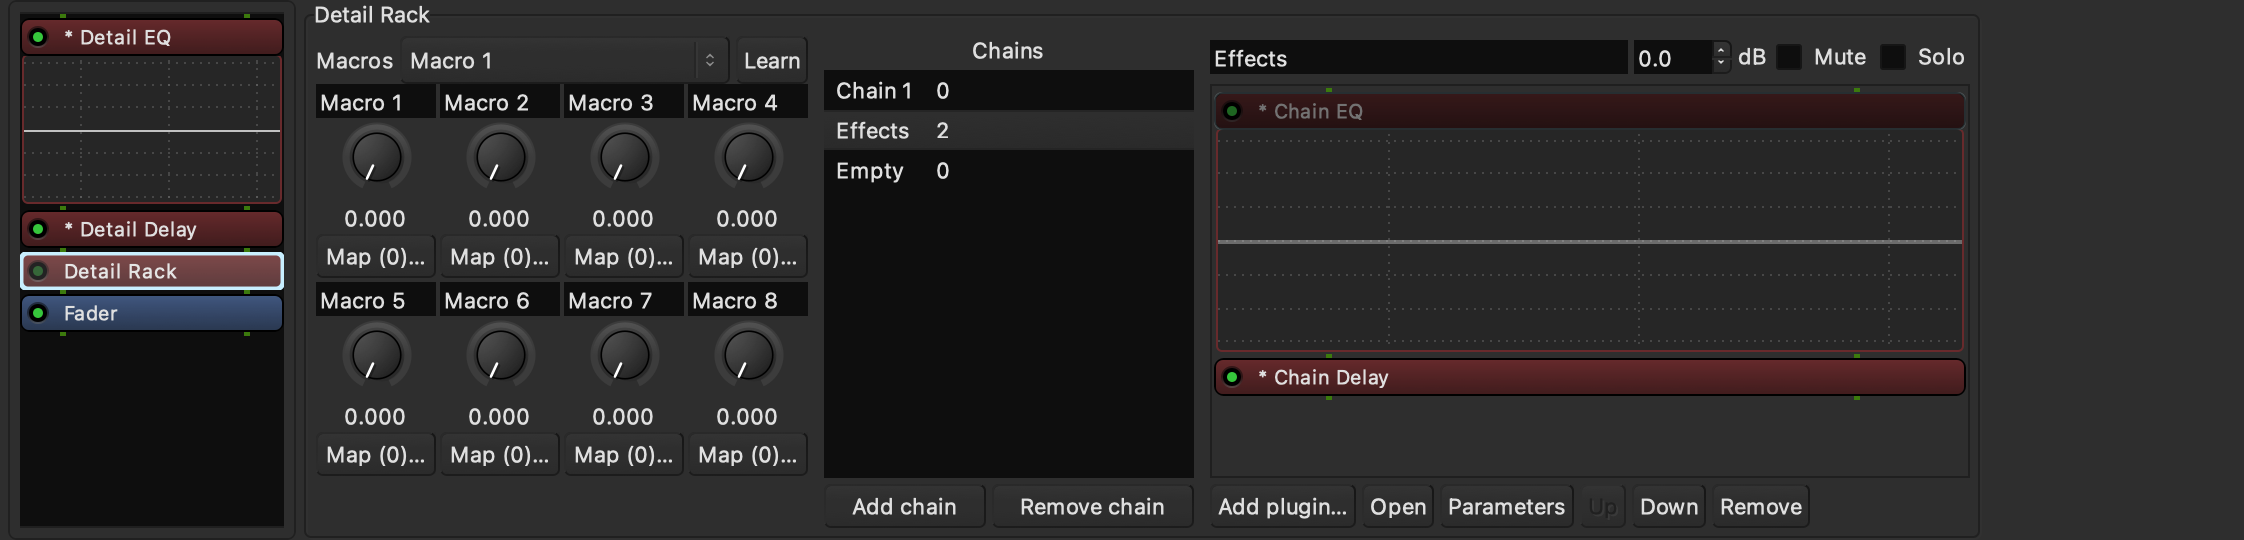 * Detail EQ
* Detail Delay
Detail Rack
Fader
Detail Rack
Macros Macro 1 Learn
Macro 1 Macro 2 Macro 3 Macro 4
0.000 0.000 0.000 0.000
Map (0)... Map (0)... Map (0)... Map (0)...
Macro 5 Macro 6 Macro 7 Macro 8
0.000 0.000 0.000 0.000
Map (0)... Map (0)... Map (0)... Map (0)...
Chains
Chain 1 0
Effects 2
Empty 0
Add chain Remove chain
Effects 0.0 dB Mute Solo
* Chain EQ
* Chain Delay
Add plugin... Open Parameters Up Down Remove